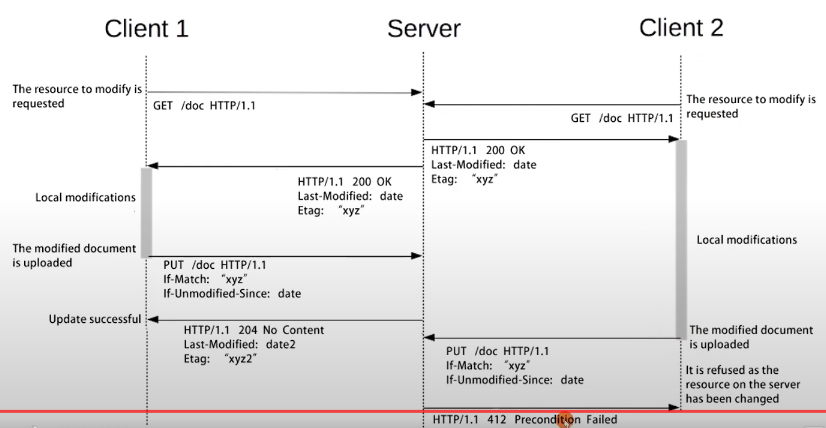 Client 1
Server
Client 2
The resource to modify is
requested
GET /doc HTTP/1.1
The resource to modify is
requested
GET /doc HTTP/1.1
HTTP/1.1 200 OK
Last-Modified: date
Etag: "xyz"
HTTP/1.1 200 OK
Last-Modified: date
Etag: "xyz"
Local modifications
Local modifications
The modified document
is uploaded
PUT /doc HTTP/1.1
If-Match: "xyz"
If-Unmodified-Since: date
Update successful
HTTP/1.1 204 No Content
Last-Modified: date2
Etag: "xyz2"
The modified document
is uploaded
PUT /doc HTTP/1.1
If-Match: "xyz"
If-Unmodified-Since: date
It is refused as the
resource on the server
has been changed
HTTP/1.1 412 Precondition Failed